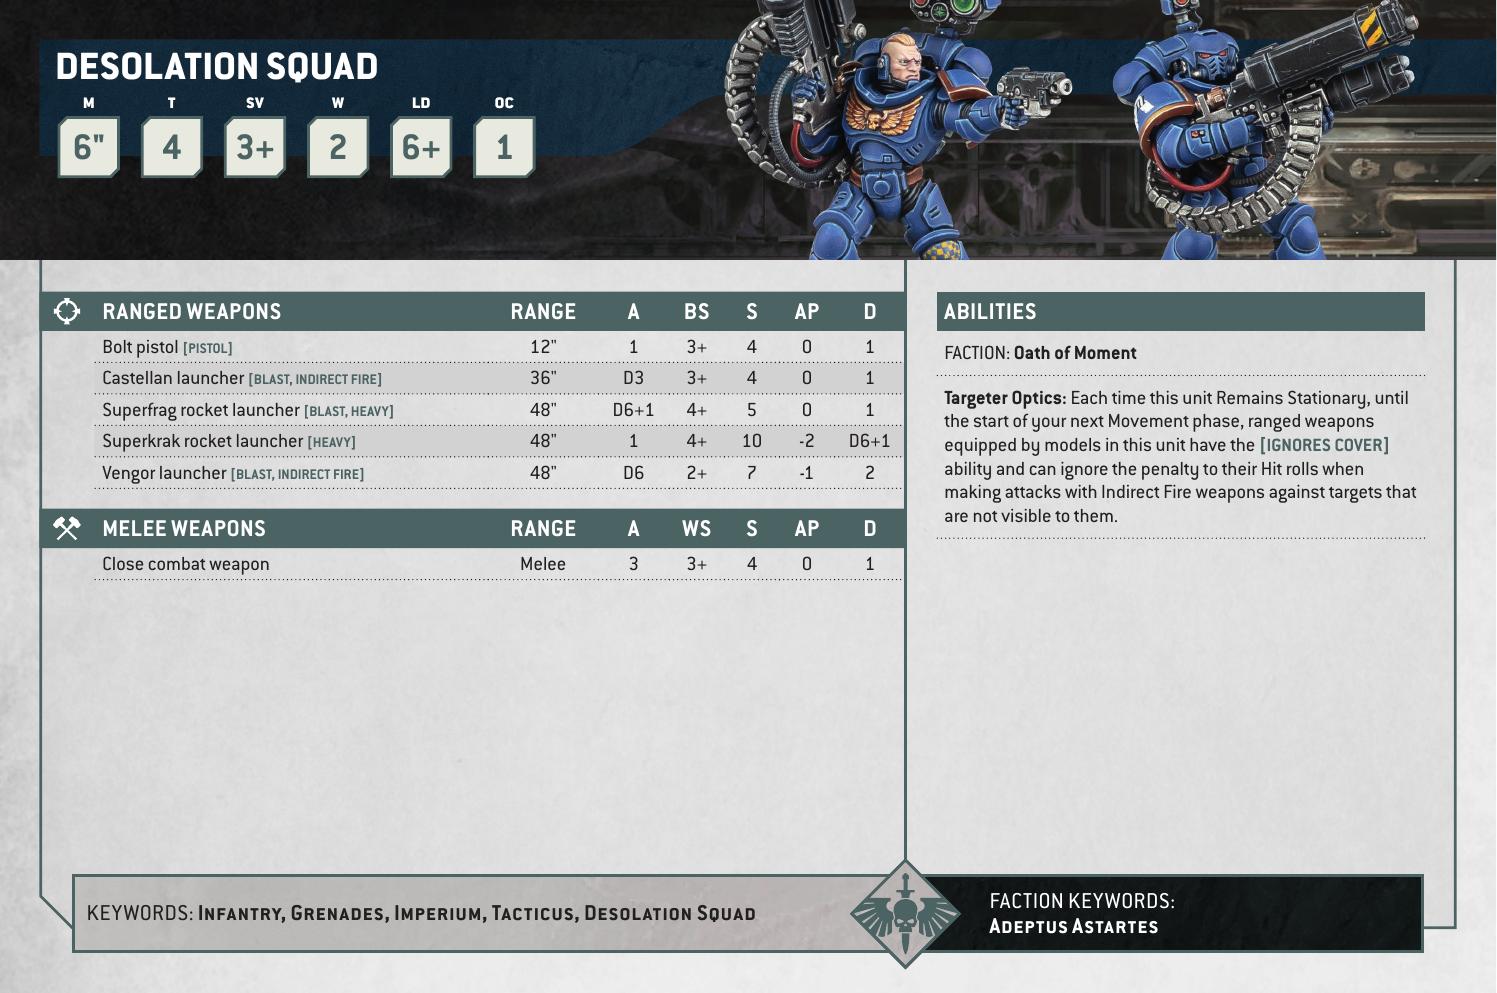 DESOLATION SQUAD
M T SV W LD OC
6" 4 3+ 2 6+ 1
RANGED WEAPONS RANGE A BS S AP D
Bolt pistol [PISTOL] 12" 1 3+ 4 0 1
Castellan launcher [BLAST, INDIRECT FIRE] 36" D3 3+ 4 0 1
Superfrag rocket launcher [BLAST, HEAVY] 48" D6+1 4+ 5 0 1
Superkrak rocket launcher [HEAVY] 48" 1 4+ 10 -2 D6+1
Vengor launcher [BLAST, INDIRECT FIRE] 48" D6 2+ 7 -1 2
MELEE WEAPONS RANGE A WS S AP D
Close combat weapon Melee 3 3+ 4 0 1
ABILITIES
FACTION: Oath of Moment
Targeter Optics: Each time this unit Remains Stationary, until
the start of your next Movement phase, ranged weapons
equipped by models in this unit have the [IGNORES COVER]
ability and can ignore the penalty to their Hit rolls when
making attacks with Indirect Fire weapons against targets that
are not visible to them.
KEYWORDS: INFANTRY, GRENADES, IMPERIUM, TACTICUS, DESOLATION SQUAD
FACTION KEYWORDS:
ADEPTUS ASTARTES